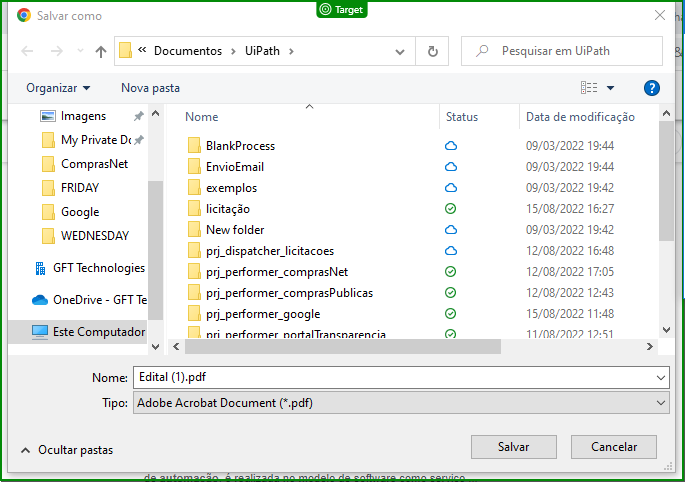 Target
Salvar como
« Documentos > UiPath >
Pesquisar em UiPath
Organizar
Nova pasta
?
Imagens
My Private Do
ComprasNet
FRIDAY
Google
WEDNESDAY
GFT Technologies
OneDrive - GFT Te
Este Computador
Nome Status Data de modificação
BlankProcess 09/03/2022 19:44
EnvioEmail 09/03/2022 19:44
exemplos 09/03/2022 19:42
licitação 15/08/2022 16:27
New folder 09/03/2022 19:42
prj_dispatcher_licitacoes 12/08/2022 16:48
prj_performer_comprasNet 12/08/2022 17:05
prj_performer_comprasPublicas 12/08/2022 12:43
prj_performer_google 15/08/2022 11:48
prj_performer_portalTransparencia 11/08/2022 12:51
Nome: Edital (1).pdf
Tipo: Adobe Acrobat Document (*.pdf)
Ocultar pastas
Salvar
Cancelar
de automação, é realizada no modelo de software como serviço